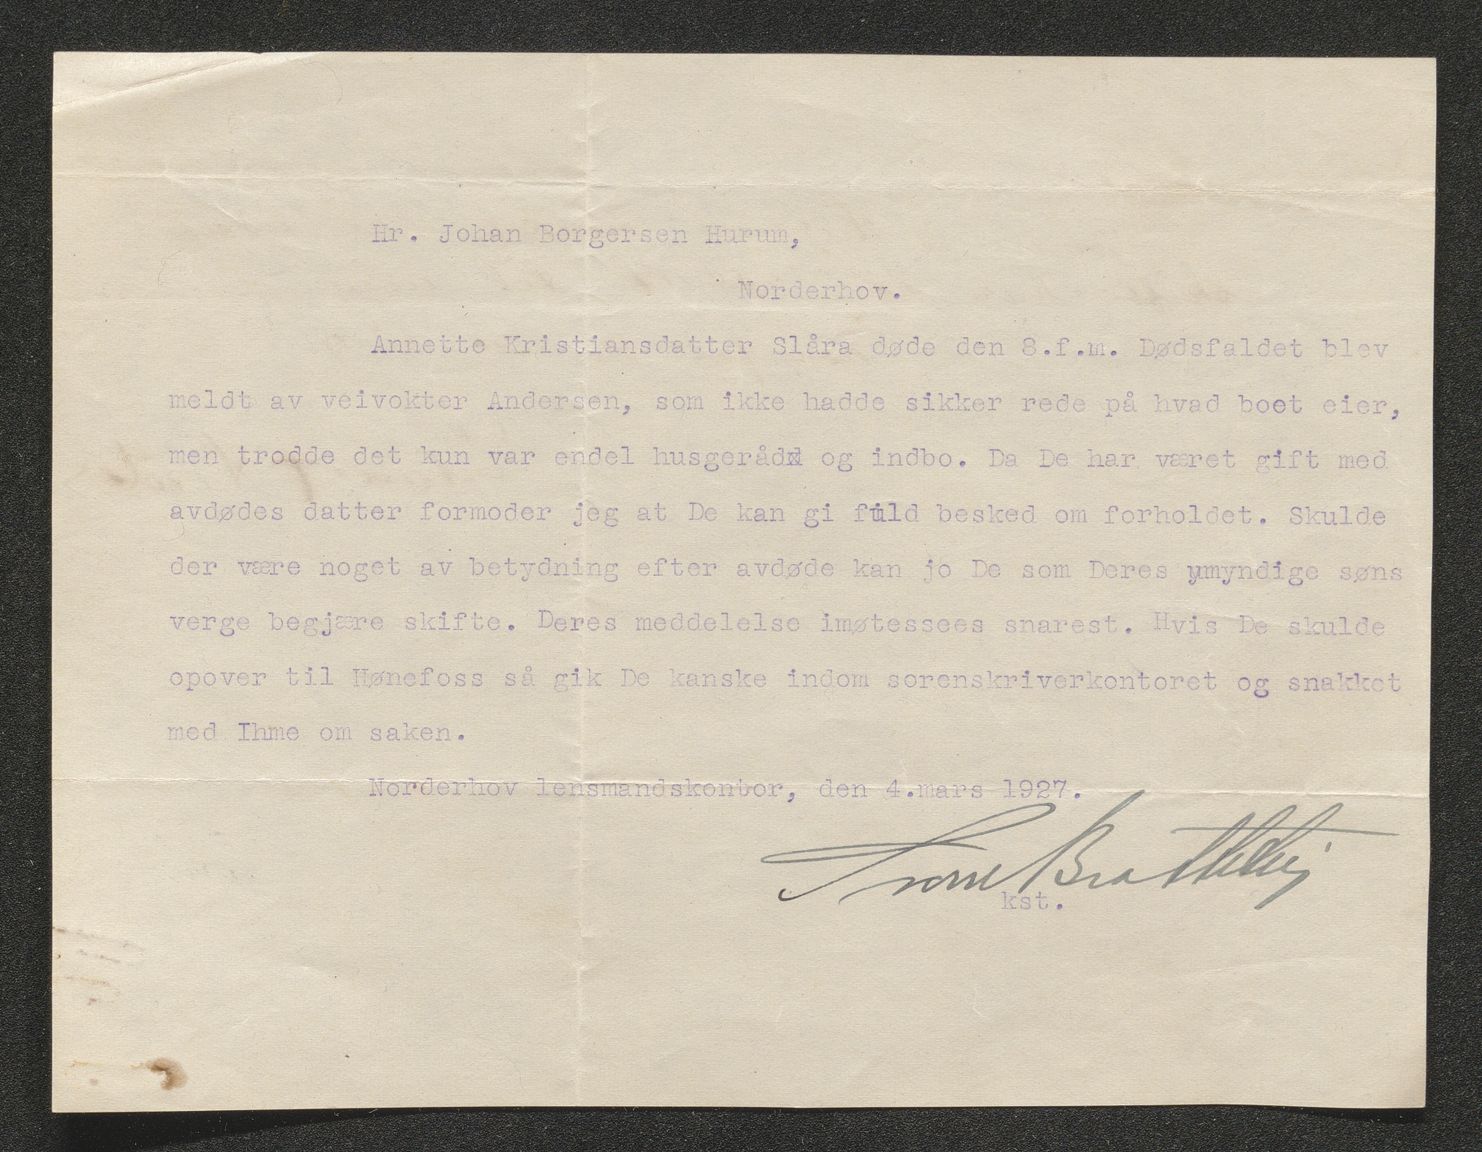 Hr. Johan Borgersen Hurum,
Norderhov.
Annette Kristiansdatter Slåra døde den 8.f.m. Dødsfaldet blev
meldt av veivokter Andersen, som ikke hadde sikker rede på hvad boet eier,
men trodde det kun var endel husgeråd og indbo. Da De har været gift med
avdødes datter formoder jeg at De kan gi fuld besked om forholdet. Skulde
der være noget av betydning efter avdøde kan jo De som Deres umyndige søns
verge begjære skifte. Deres meddelelse imøtessees snarest. Hvis De skulde
opover til Hønefoss så gik De kanske indom sorenskriverkontoret og snakket
med Ihme om saken.
Norderhov lensmandskontor, den 4.mars 1927.
kst.